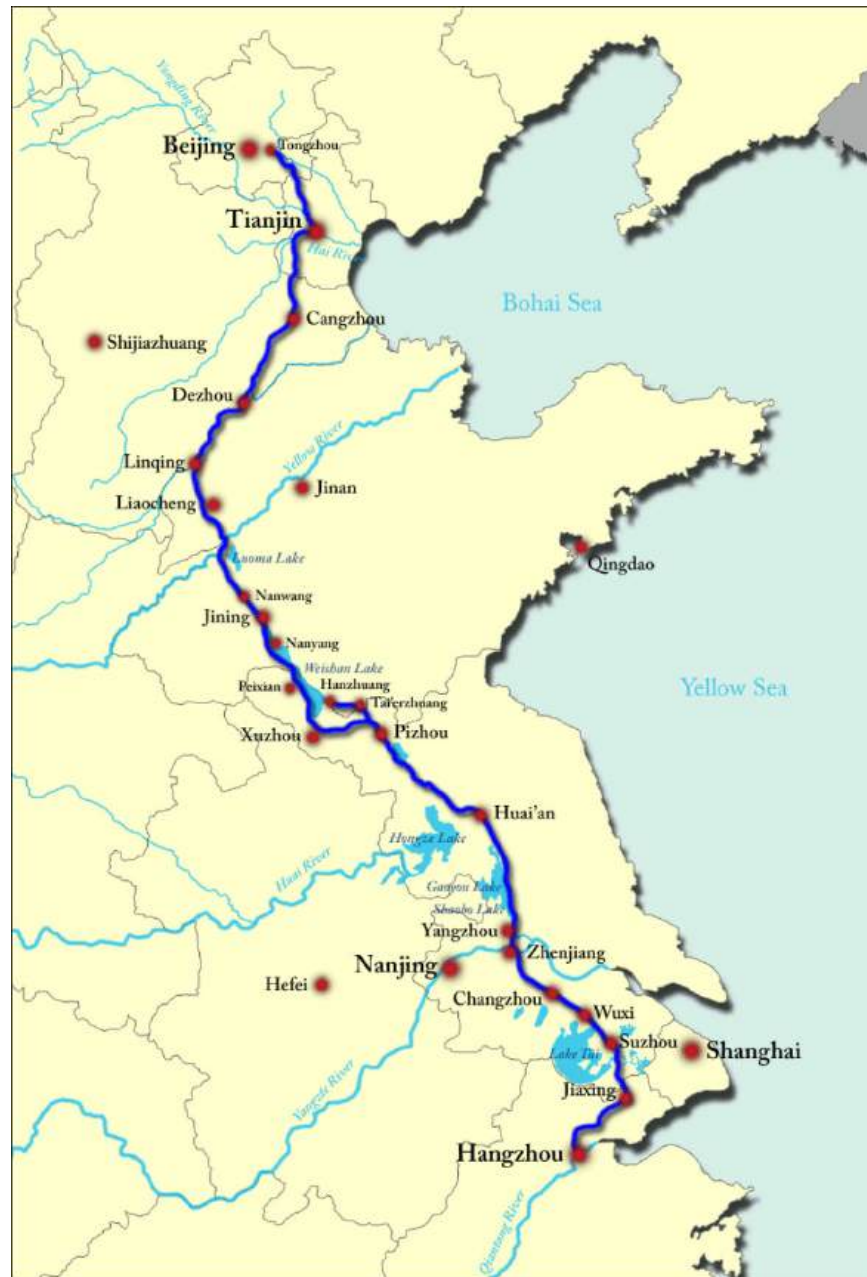 Yongding River
Beijing
Tongzhou
Tianjin
Hai River
Bohai Sea
Cangzhou
Shijiazhuang
Dezhou
Yellow River
Linqing
Jinan
Liaocheng
Qingdao
Luoma Lake
Nanwang
Jining
Nanyang
Weishan Lake
Yellow Sea
Peixian
Hanzhuang
Tai'erzhuang
Xuzhou
Pizhou
Huai'an
Hongze Lake
Huai River
Gaoyou Lake
Shaobo Lake
Yangzhou
Zhenjiang
Nanjing
Hefei
Changzhou
Wuxi
Suzhou
Lake Tai
Shanghai
Yangtze River
Jiaxing
Hangzhou
Qiantang River